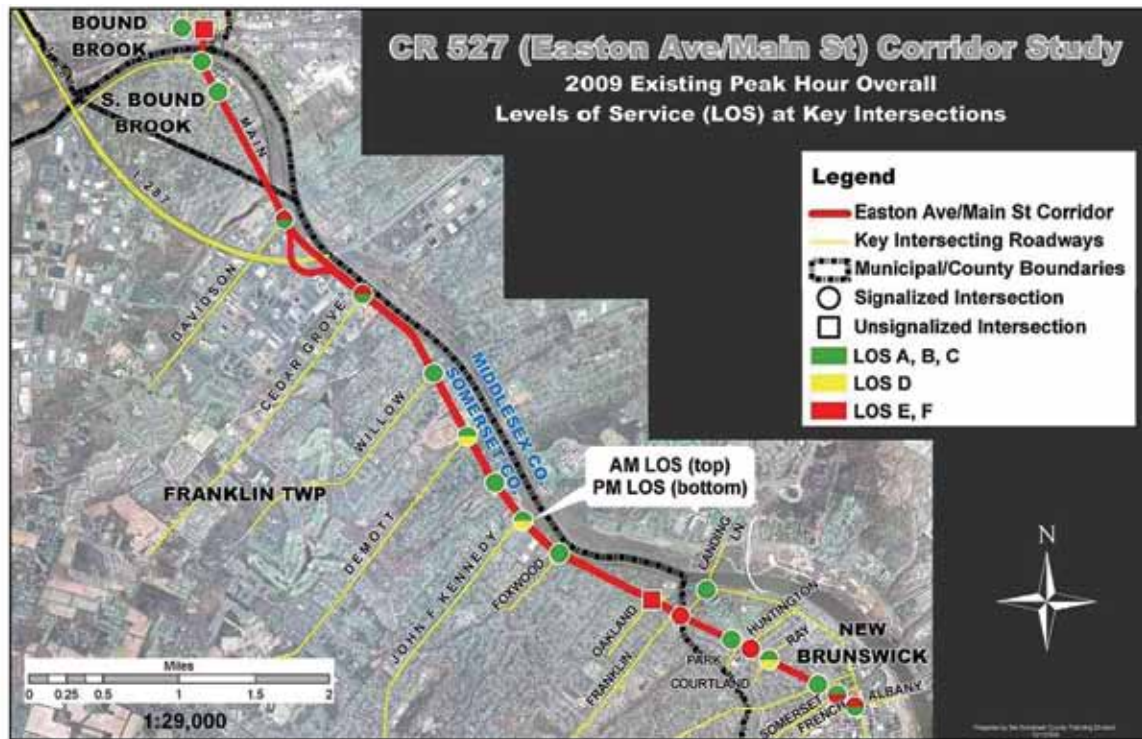 CR 527 (Easton Ave/Main St) Corridor Study
2009 Existing Peak Hour Overall
Levels of Service (LOS) at Key Intersections
BOUND
BROOK
S. BOUND
BROOK
MAIN
I-287
Legend
Easton Ave/Main St Corridor
Key Intersecting Roadways
Municipal/County Boundaries
Signalized Intersection
Unsignalized Intersection
LOS A, B, C
LOS D
LOS E, F
DAVIDSON
CEDAR GROVE
WILLOW
MIDDLESEX CO.
SOMERSET CO.
AM LOS (top)
PM LOS (bottom)
FRANKLIN TWP
DEMOTT
JOHN F KENNEDY
FOXWOOD
LANDING
LN
OAKLAND
FRANKLIN
HUNTINGTON
RAY
PARK
COURTLAND
NEW
BRUNSWICK
SOMERSET
FRENCH
ALBANY
N
Miles
0 0.25 0.5 1 1.5 2
1:29,000